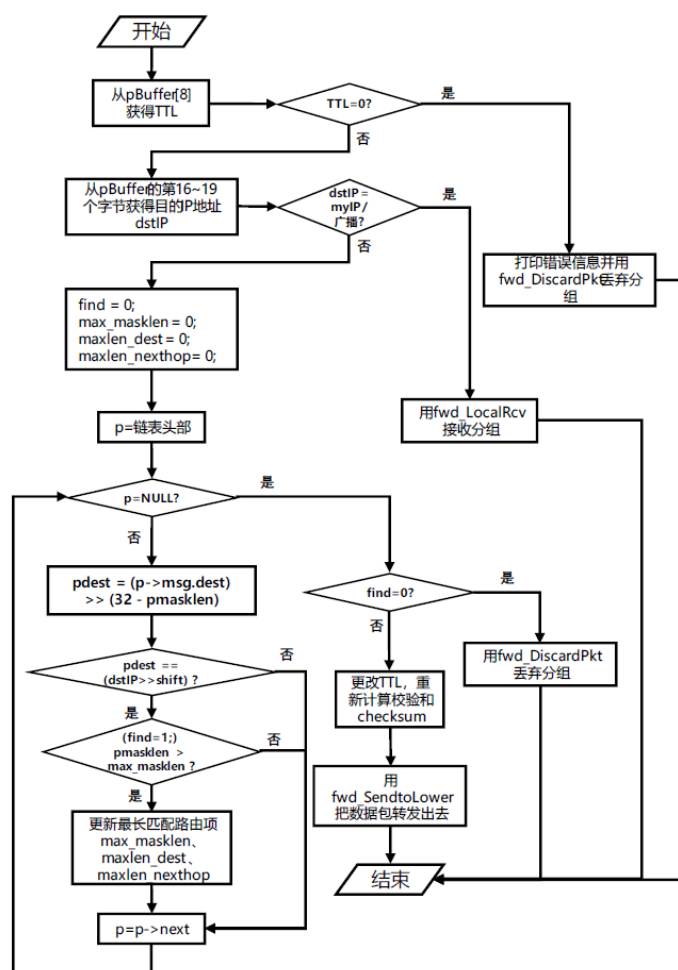 开始
从pBuffer[8]
获得TTL
TTL=0?
是
否
从pBuffer的第16~19
个字节获得目的IP地址
dstIP
dstIP =
myIP/
广播?
是
否
打印错误信息并用
fwd_DiscardPkt丢弃分
组
find = 0;
max_masklen = 0;
maxlen_dest = 0;
maxlen_nexthop= 0;
用fwd_LocalRcv
接收分组
p=链表头部
p=NULL?
是
否
pdest = (p->msg.dest)
>> (32 - pmasklen)
find=0?
是
否
pdest ==
(dstIP>>shift) ?
否
是
用fwd_DiscardPkt
丢弃分组
更改TTL，重
新计算校验和
checksum
(find=1;)
pmasklen >
max_masklen ?
否
是
用
fwd_SendtoLower
把数据包转发出去
更新最长匹配路由项
max_masklen、
maxlen_dest、
maxlen_nexthop
结束
p=p->next